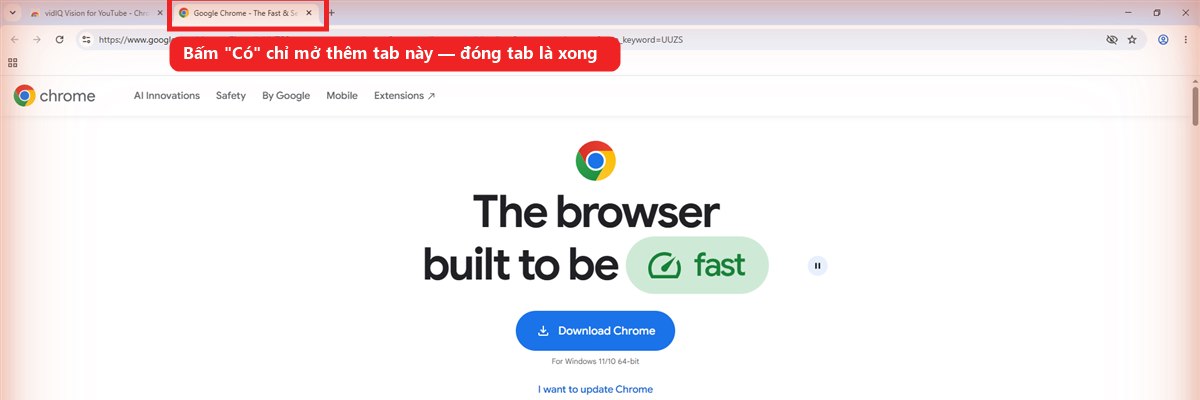 vidIQ Vision for YouTube - Chro
Google Chrome - The Fast & Se
https://www.google
_keyword=UUZS
Bấm "Có" chỉ mở thêm tab này — đóng tab là xong
chrome
AI Innovations
Safety
By Google
Mobile
Extensions
The browser
built to be fast
Download Chrome
For Windows 11/10 64-bit
I want to update Chrome